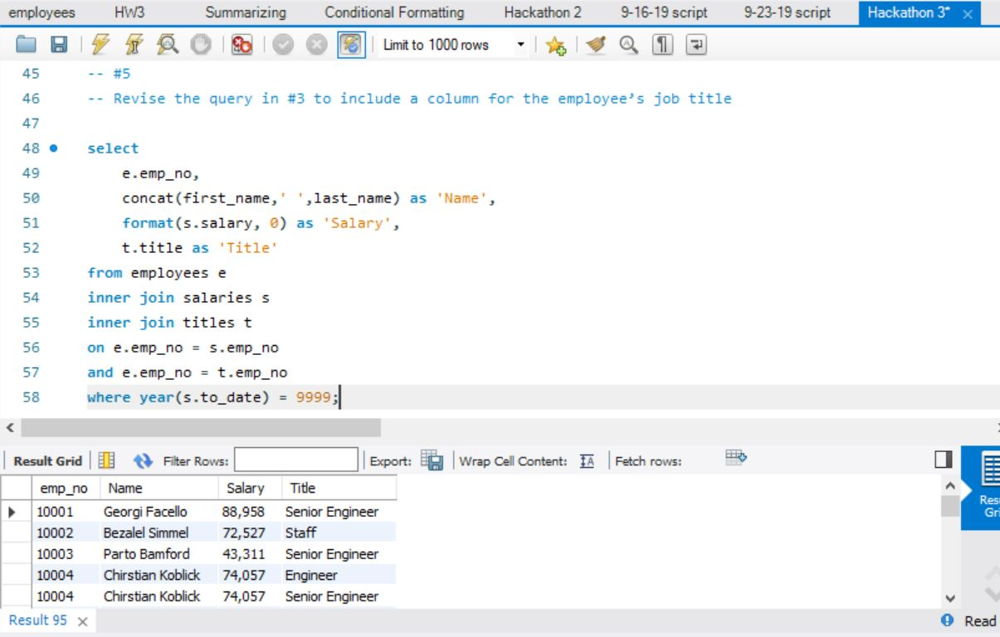 employees HW3 Summarizing Conditional Formatting Hackathon 2 9-16-19 script 9-23-19 script Hackathon 3*
Limit to 1000 rows
45 -- #5
46 -- Revise the query in #3 to include a column for the employee’s job title
47
48 select
49 e.emp_no,
50 concat(first_name,' ',last_name) as 'Name',
51 format(s.salary, 0) as 'Salary',
52 t.title as 'Title'
53 from employees e
54 inner join salaries s
55 inner join titles t
56 on e.emp_no = s.emp_no
57 and e.emp_no = t.emp_no
58 where year(s.to_date) = 9999;
Result Grid Filter Rows: Export: Wrap Cell Content: Fetch rows:
emp_no Name Salary Title
10001 Georgi Facello 88,958 Senior Engineer
10002 Bezalel Simmel 72,527 Staff
10003 Parto Bamford 43,311 Senior Engineer
10004 Chirstian Koblick 74,057 Engineer
10004 Chirstian Koblick 74,057 Senior Engineer
Result 95
Read